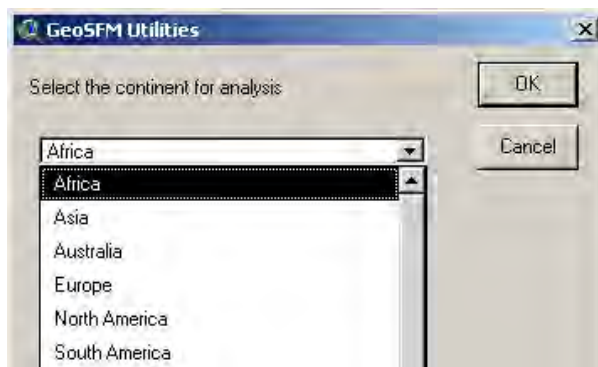 GeoSFM Utilities
Select the continent for analysis
OK
Africa
Cancel
Africa
Asia
Australia
Europe
North America
South America